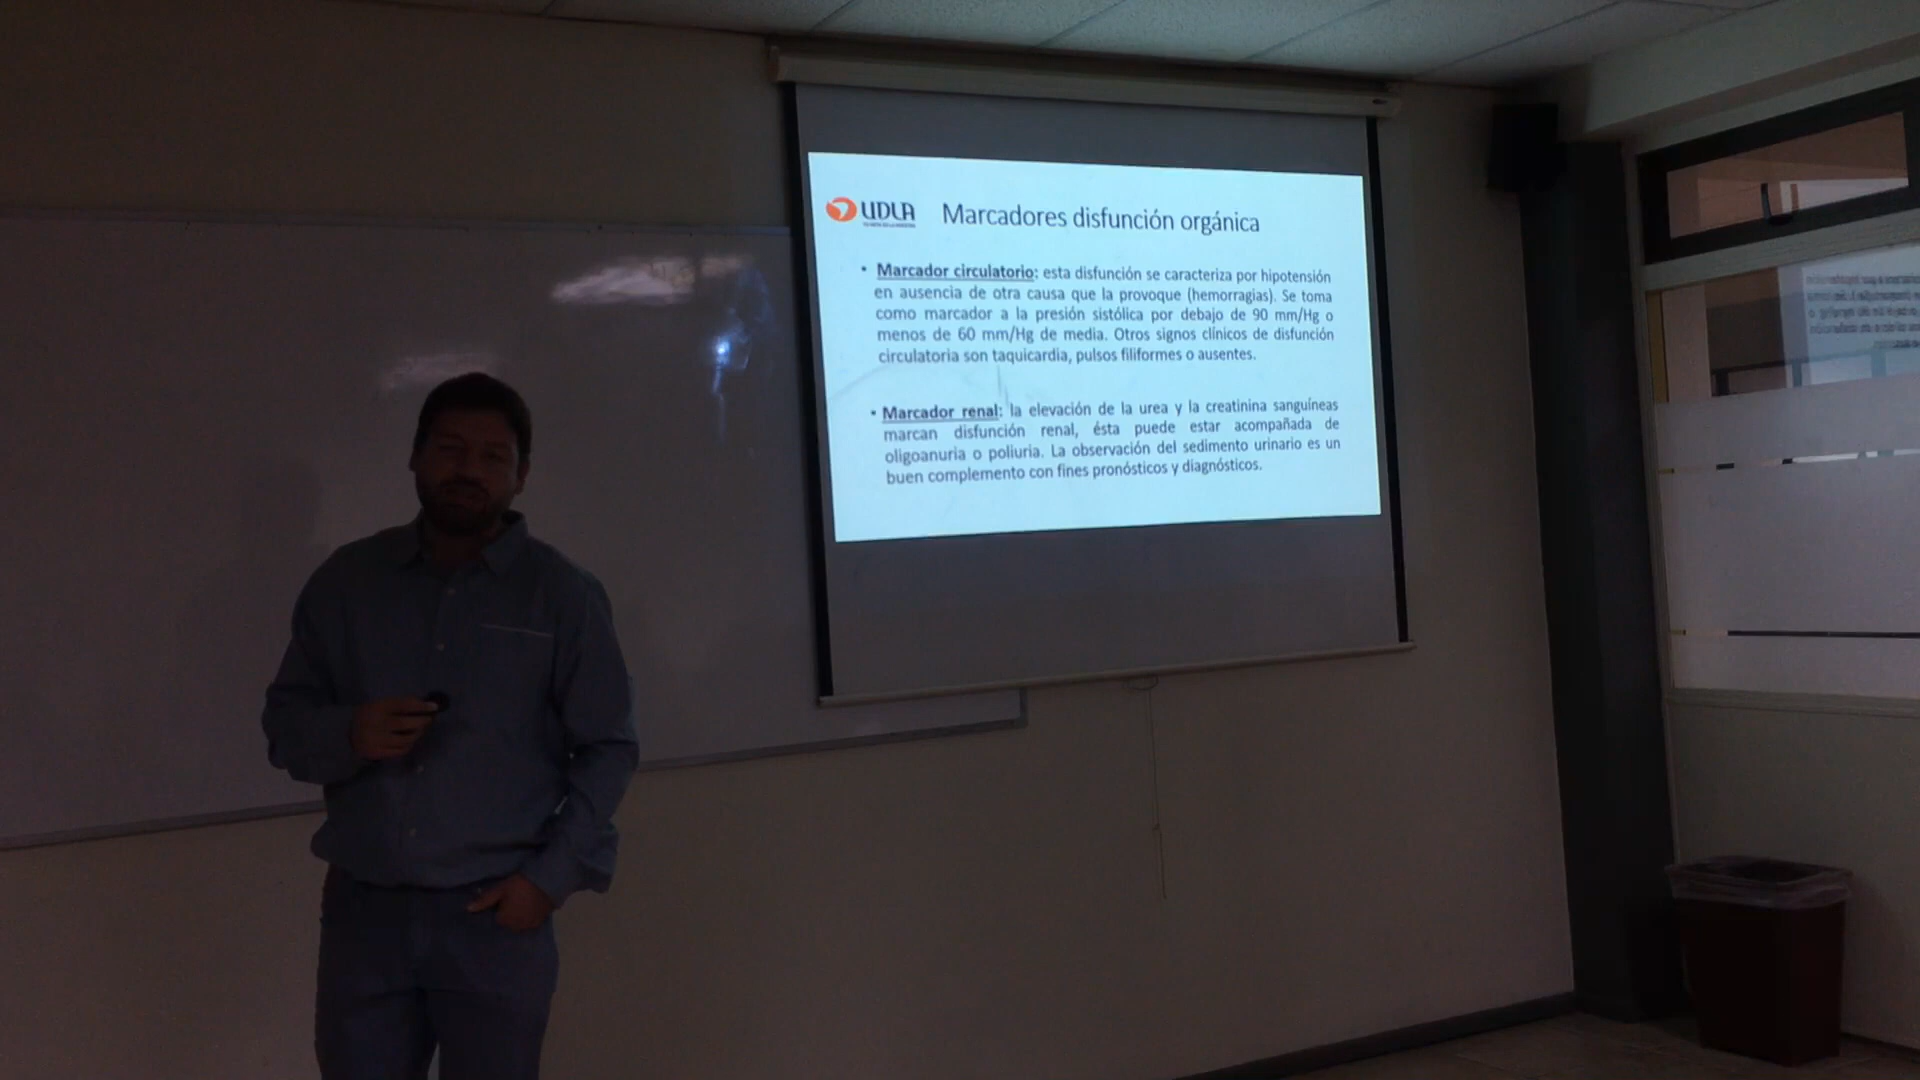 UDLA
Marcadores disfunción orgánica
• Marcador circulatorio: esta disfunción se caracteriza por hipotensión
en ausencia de otra causa que la provoque (hemorragias). Se toma
como marcador a la presión sistólica por debajo de 90 mm/Hg o
menos de 60 mm/Hg de media. Otros signos clínicos de disfunción
circulatoria son taquicardia, pulsos filiformes o ausentes.
• Marcador renal: la elevación de la urea y la creatinina sanguíneas
marcan disfunción renal, ésta puede estar acompañada de
oligoanuria o poliuria. La observación del sedimento urinario es un
buen complemento con fines pronósticos y diagnósticos.